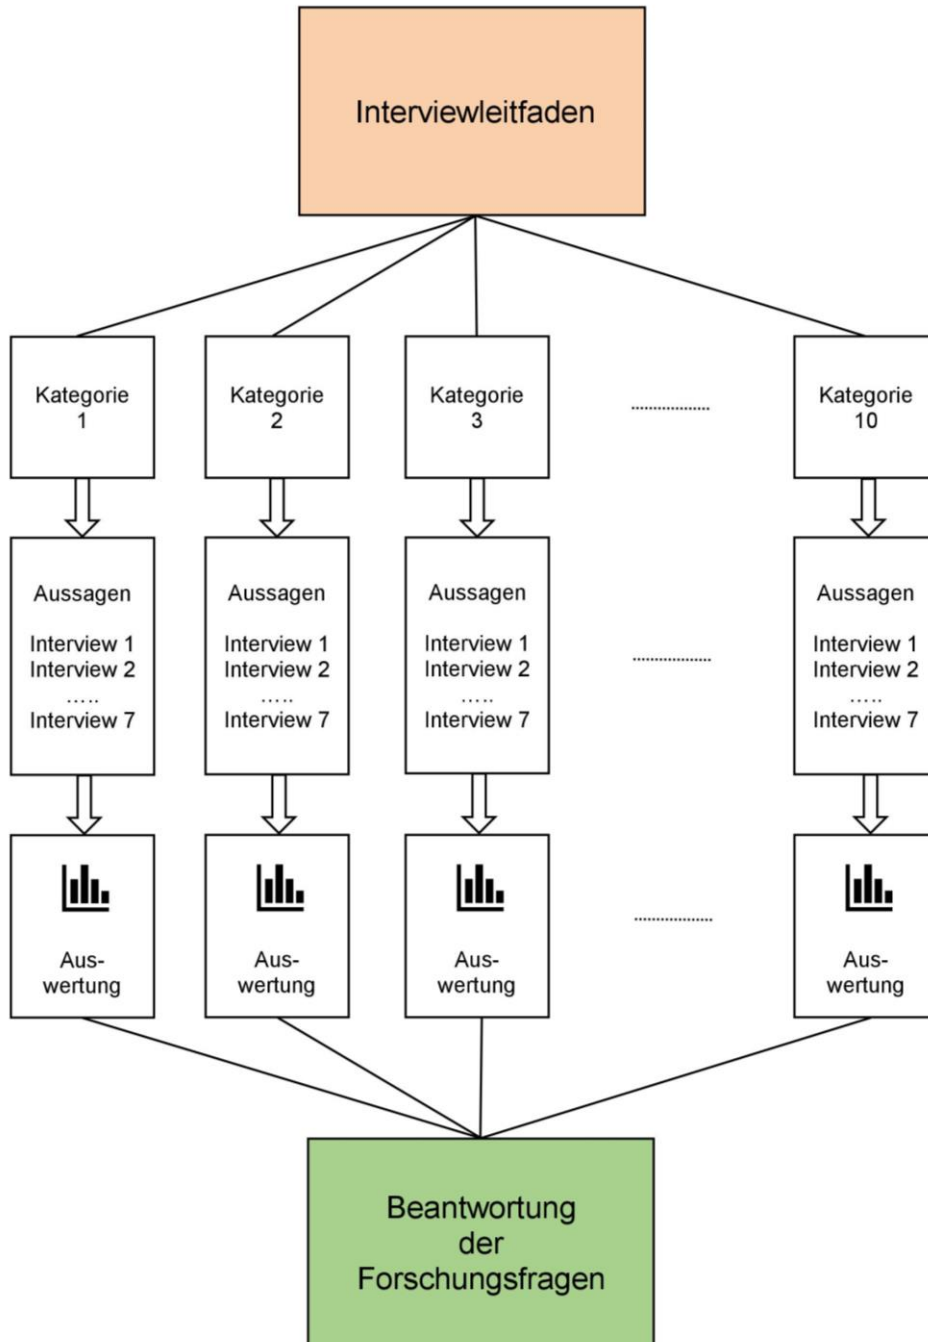 Interviewleitfaden
Kategorie
1
Kategorie
2
Kategorie
3
..............
Kategorie
10
Aussagen
Interview 1
Interview 2
.....
Interview 7
Aussagen
Interview 1
Interview 2
.....
Interview 7
Aussagen
Interview 1
Interview 2
.....
Interview 7
..............
Aussagen
Interview 1
Interview 2
.....
Interview 7
Aus-
wertung
Aus-
wertung
Aus-
wertung
..............
Aus-
wertung
Beantwortung
der
Forschungsfragen